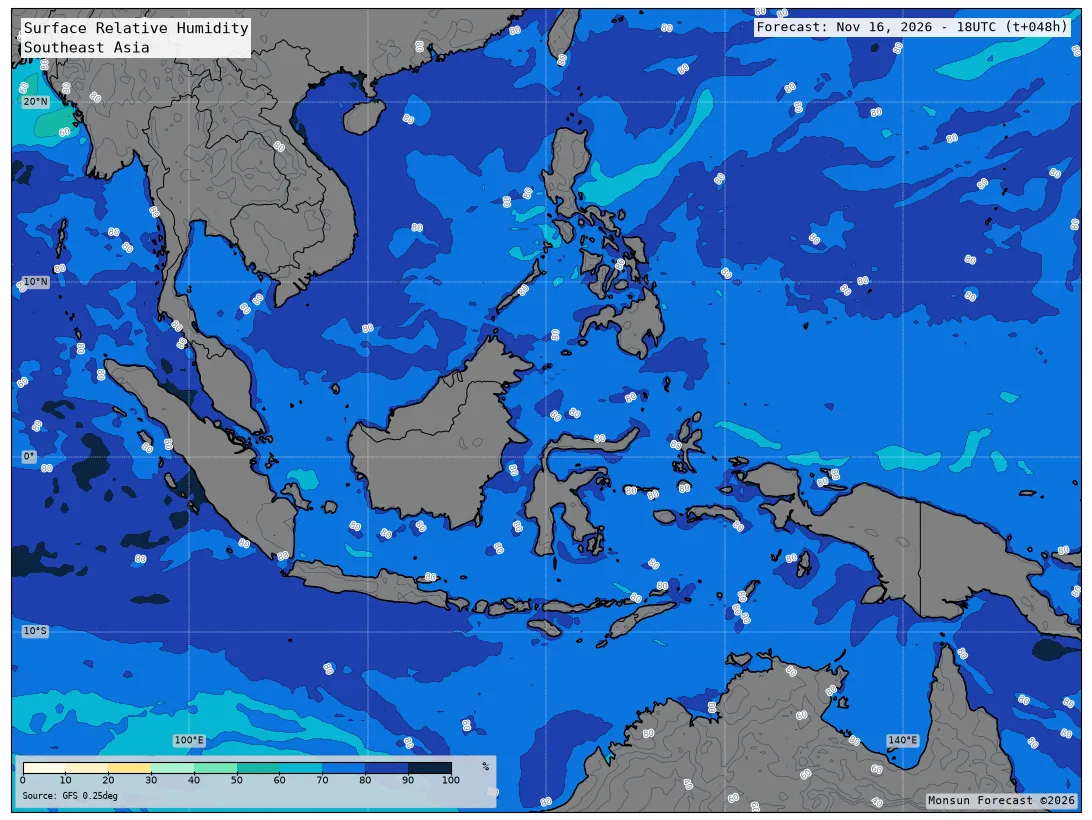 Surface Relative Humidity
Southeast Asia
Forecast: Nov 16, 2026 - 18UTC (t+048h)
20°N
10°N
0°
10°S
100°E
140°E
0 10 20 30 40 50 60 70 80 90 100
%
Source: GFS 0.25deg
Monsun Forecast ©2026